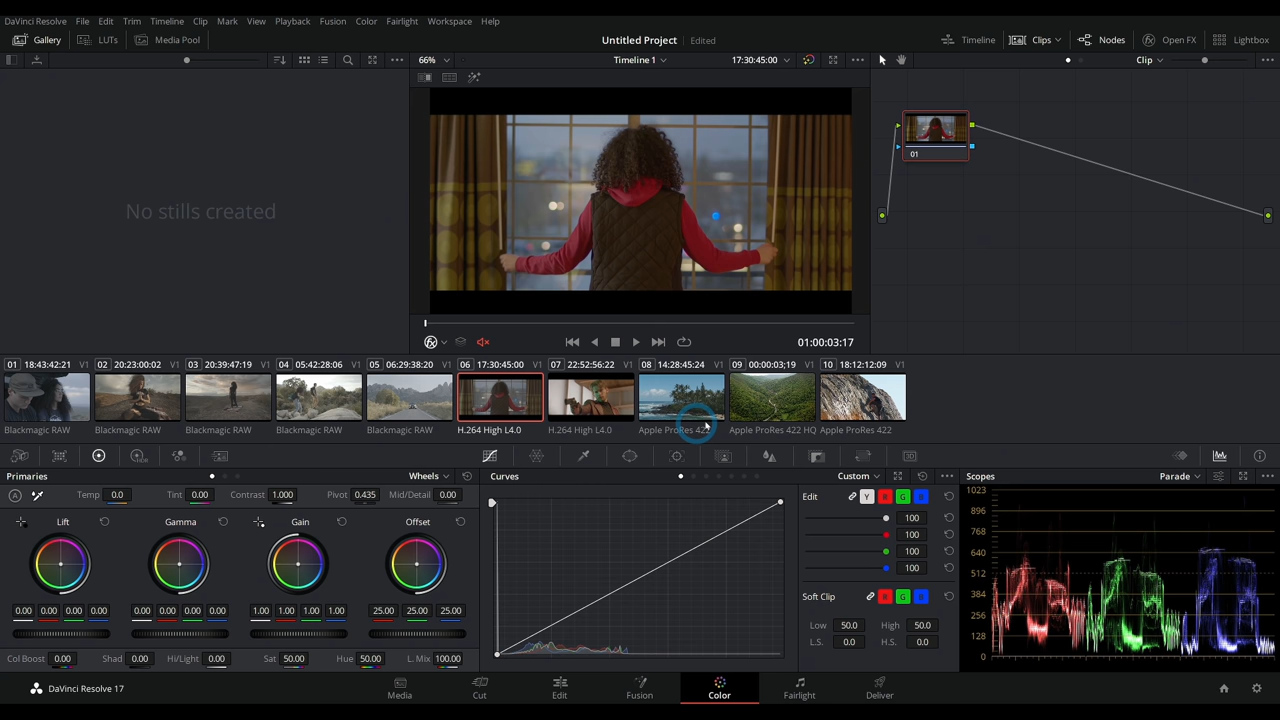 DaVinci Resolve File Edit Trim Timeline Clip Mark View Playback Fusion Color Fairlight Workspace Help
Gallery LUTs Media Pool Untitled Project Edited Timeline Clips Nodes Open FX Lightbox
66% Timeline 1 17:30:45:00 Clip
No stills created
01
01:00:03:17
01 18:43:42:21 V1 02 20:23:00:02 V1 03 20:39:47:19 V1 04 05:42:28:06 V1 05 06:29:38:20 V1 06 17:30:45:00 V1 07 22:52:56:22 V1 08 14:28:45:24 V1 09 00:00:03;19 V1 10 18:12:12:09 V1
Blackmagic RAW Blackmagic RAW Blackmagic RAW Blackmagic RAW Blackmagic RAW H.264 High L4.0 H.264 High L4.0 Apple ProRes 422 Apple ProRes 422 HQ Apple ProRes 422
Primaries Wheels Curves Custom Scopes Parade
A Temp 0.0 Tint 0.00 Contrast 1.000 Pivot 0.435 Mid/Detail 0.00
Lift Gamma Gain Offset
0.00 0.00 0.00 0.00 0.00 0.00 0.00 0.00 1.00 1.00 1.00 1.00 25.00 25.00 25.00
Col Boost 0.00 Shad 0.00 Hi/Light 0.00 Sat 50.00 Hue 50.00 L. Mix 100.00
Edit Y R G B
100
100
100
100
Soft Clip R G B
Low 50.0 High 50.0
L.S. 0.0 H.S. 0.0
1023
896
768
640
512
384
256
128
0
DaVinci Resolve 17 Media Cut Edit Fusion Color Fairlight Deliver